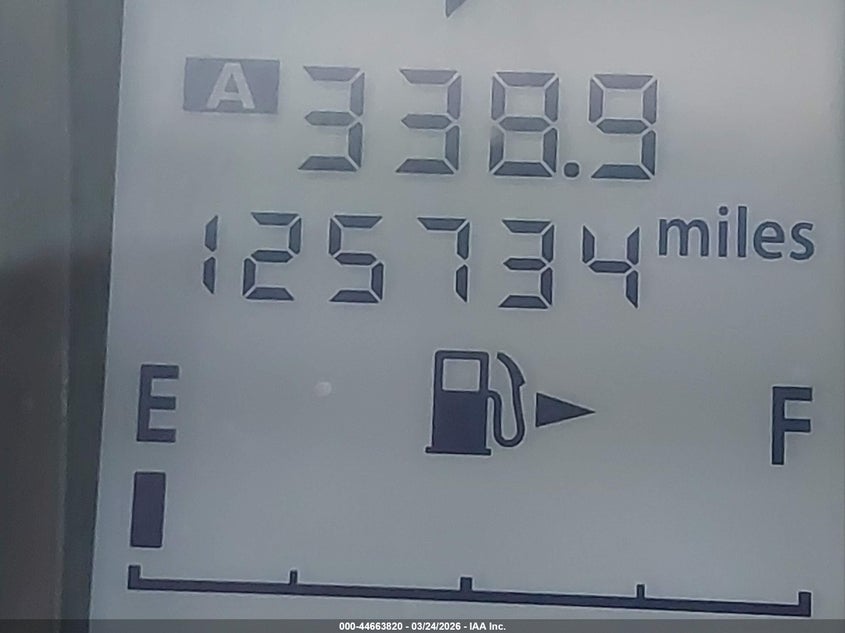 A 338.9
125734 miles
E F
000-44663820 - 03/24/2026 - IAA Inc.